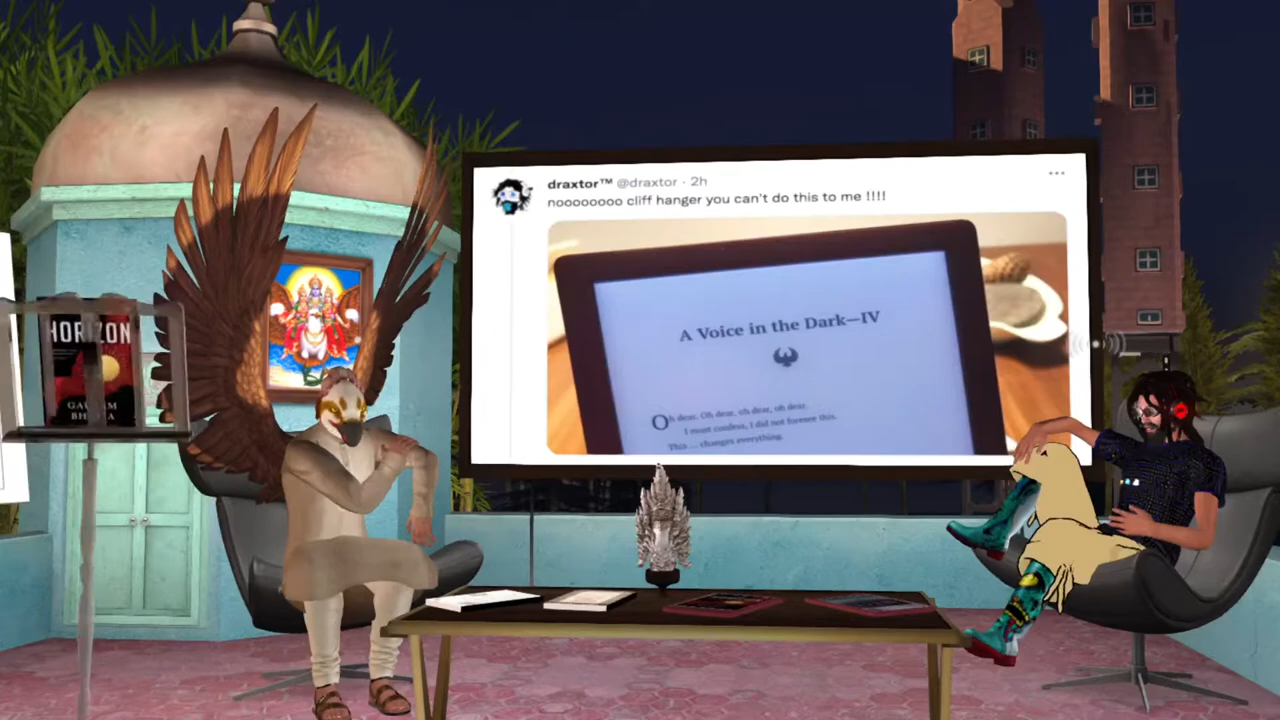 draxtor™ @draxtor · 2h
noooooooo cliff hanger you can't do this to me !!!!
A Voice in the Dark—IV
Oh dear. Oh dear, oh dear, oh dear.
I must confess, I did not foresee this.
This... changes everything.
HORIZON
GAUTAM